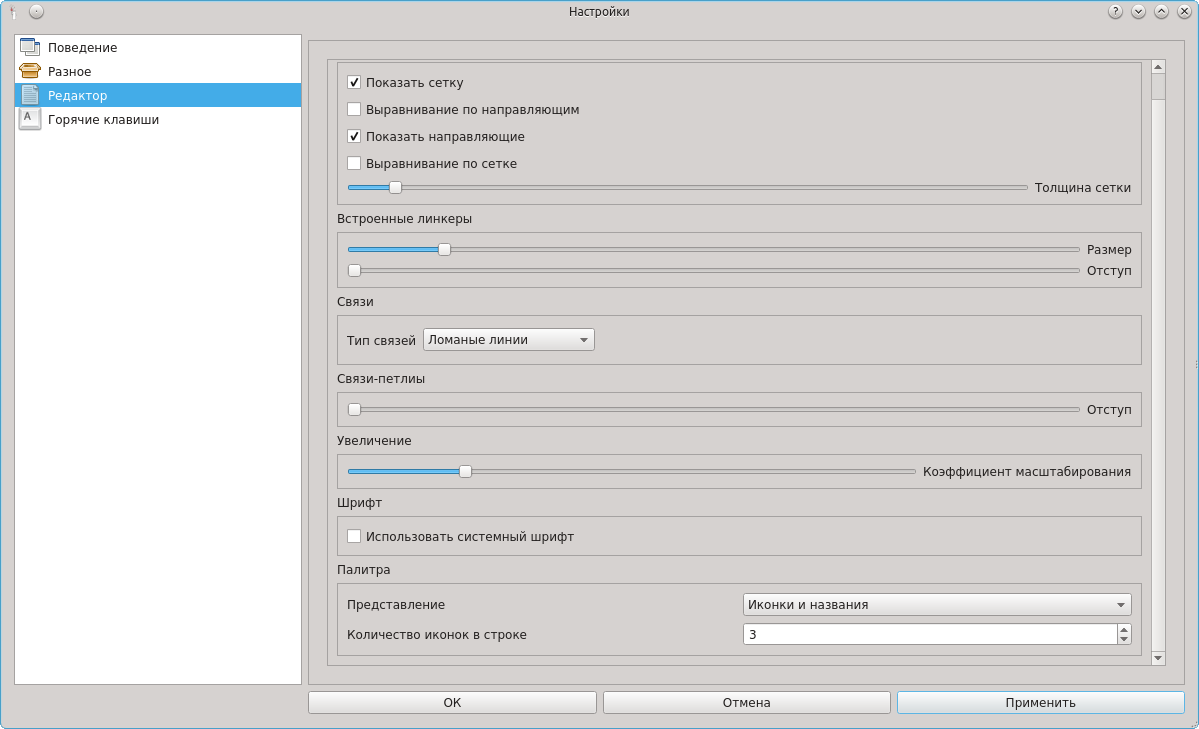 Настройки
Поведение
Разное
Редактор
A Горячие клавиши
Показать сетку
Выравнивание по направляющим
Показать направляющие
Выравнивание по сетке
Толщина сетки
Встроенные линкеры
Размер
Отступ
Связи
Тип связей Ломаные линии
Связи-петлиы
Отступ
Увеличение
Коэффициент масштабирования
Шрифт
Использовать системный шрифт
Палитра
Представление Иконки и названия
Количество иконок в строке 3
ОК Отмена Применить